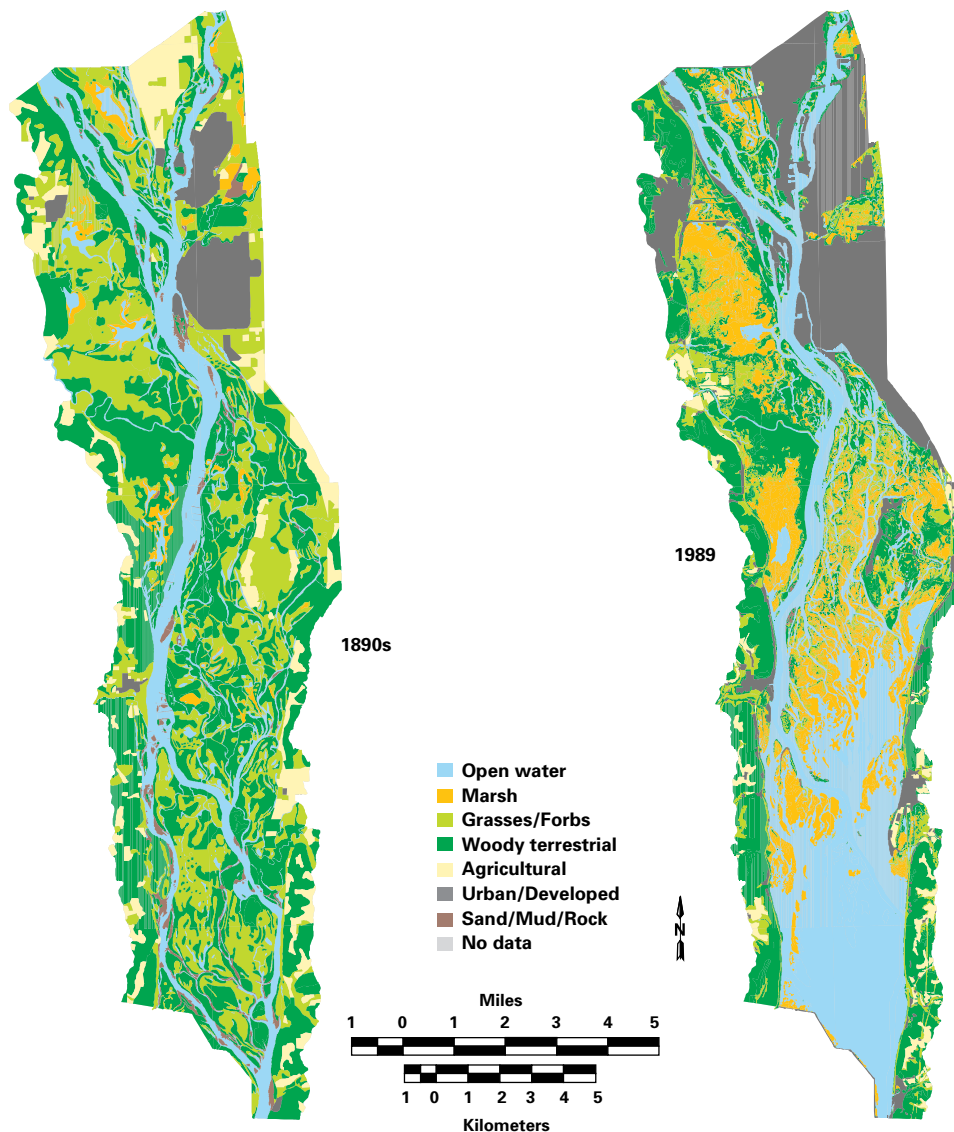 1989
1890s
Open water
Marsh
Grasses/Forbs
Woody terrestrial
Agricultural
Urban/Developed
Sand/Mud/Rock
No data
N
Miles
1 0 1 2 3 4 5
1 0 1 2 3 4 5
Kilometers